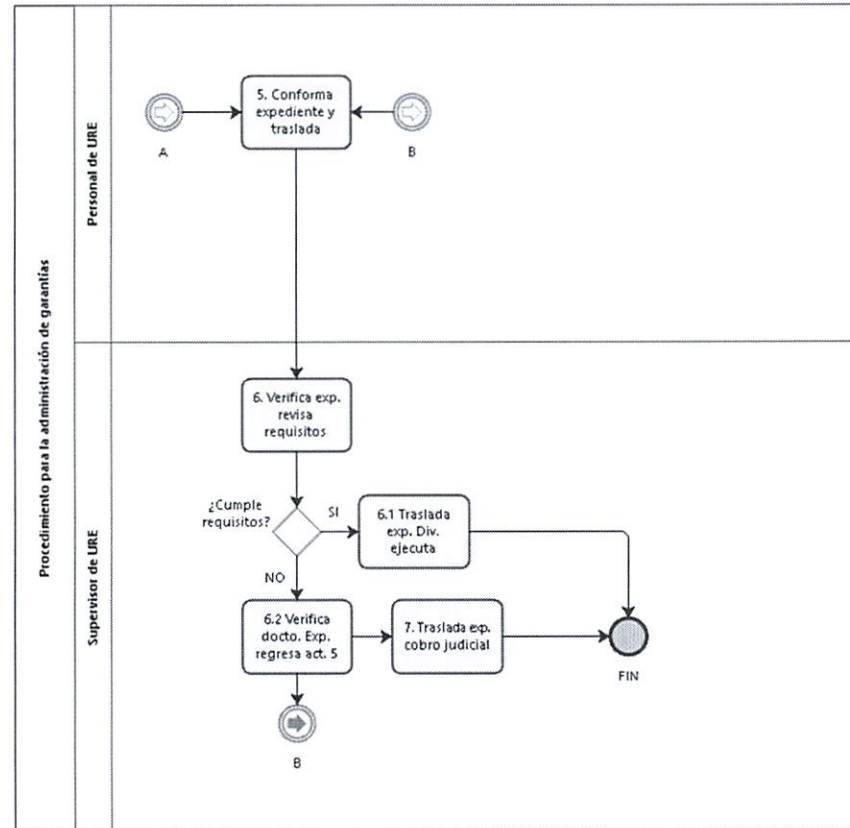 Procedimiento para la administración de garantías
Personal de URE
A
5. Conforma
expediente y
traslada
B
Supervisor de URE
6. Verifica exp.
revisa
requisitos
¿Cumple
requisitos?
SI
6.1 Traslada
exp. Div.
ejecuta
NO
6.2 Verifica
docto. Exp.
regresa act. 5
7. Traslada exp.
cobro judicial
FIN
B